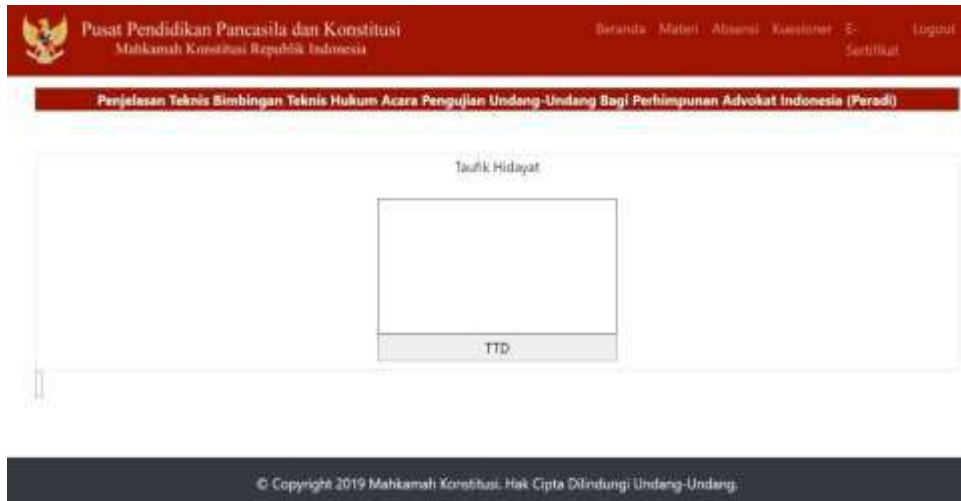 Pusat Pendidikan Pancasila dan Konstitusi
Mahkamah Konstitusi Republik Indonesia
Beranda Materi Absensi Kuesioner E-Sertifikat Logout
Penjelasan Teknis Bimbingan Teknis Hukum Acara Pengujian Undang-Undang Bagi Perhimpunan Advokat Indonesia (Peradi)
Taufik Hidayat
TTD
© Copyright 2019 Mahkamah Konstitusi. Hak Cipta Dilindungi Undang-Undang.